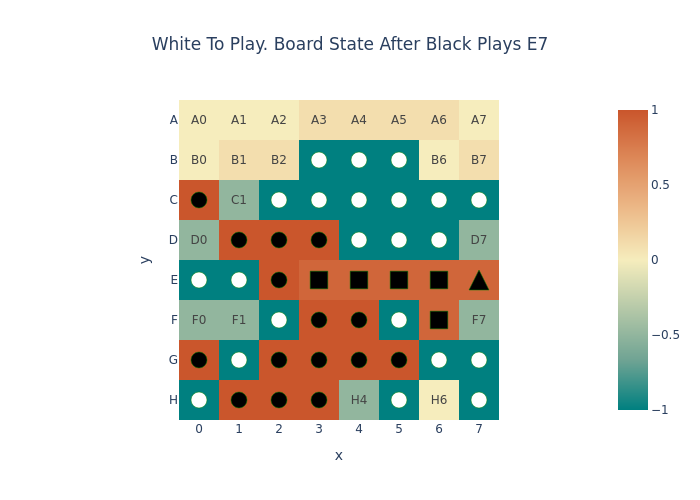 White To Play. Board State After Black Plays E7
A A0 A1 A2 A3 A4 A5 A6 A7
B B0 B1 B2 B6 B7
C C1
D D0 D7
E
F F0 F1 F7
G
H H4 H6
0 1 2 3 4 5 6 7
x
y
1
0.5
0
−0.5
−1